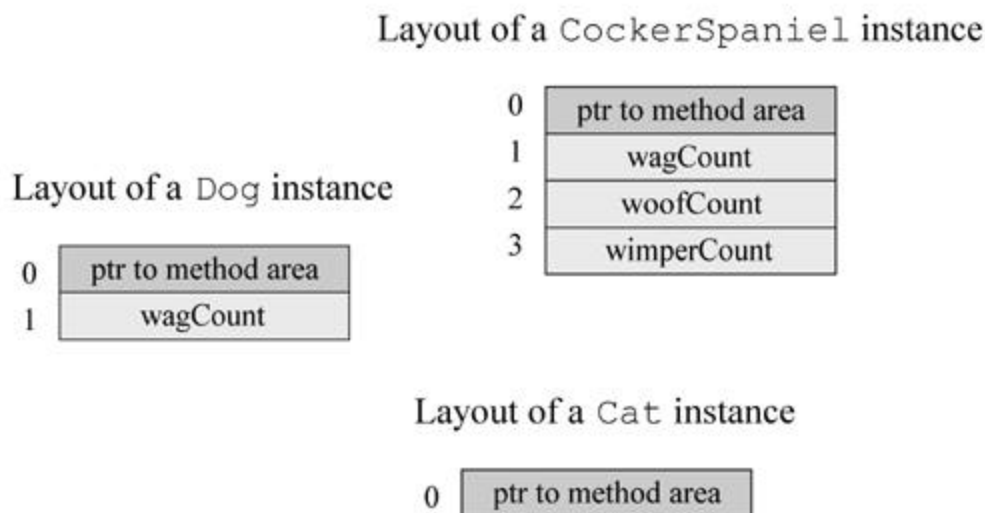 Layout of a CockerSpaniel instance
0 ptr to method area
1 wagCount
2 woofCount
3 wimperCount
Layout of a Dog instance
0 ptr to method area
1 wagCount
Layout of a Cat instance
0 ptr to method area